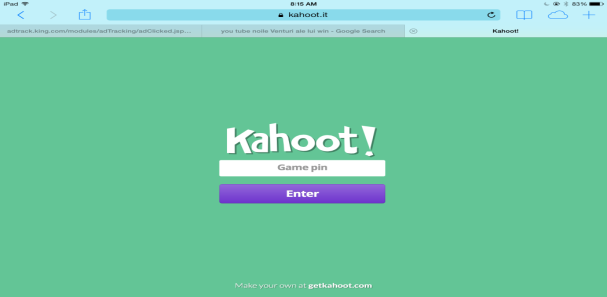 iPad 8:15 AM 83%
kahoot.it
adtrack.king.com/modules/adTracking/adClicked.jsp.... you tube noile Venturi ale lui win - Google Search Kahoot!
Kahoot!
Game pin
Enter
Make your own at getkahoot.com